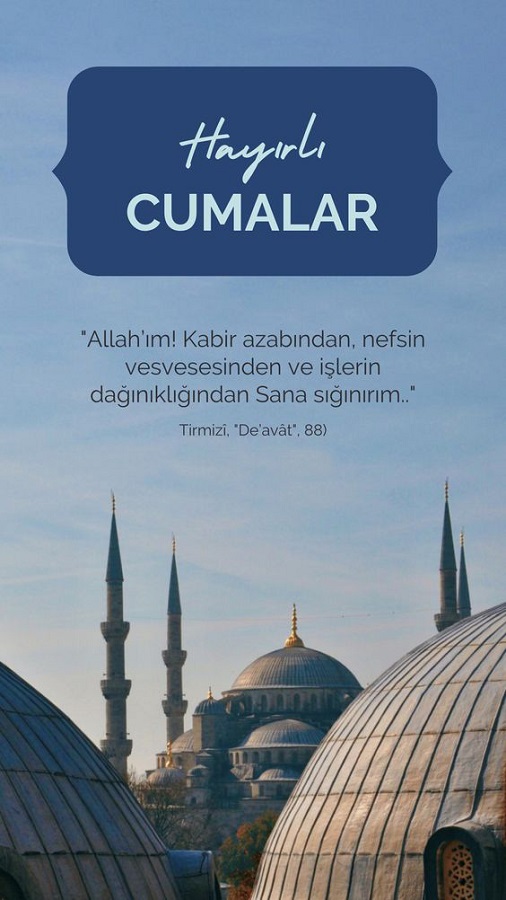 Hayırlı
CUMALAR
"Allah'ım! Kabir azabından, nefsin
vesvesesinden ve işlerin
dağınıklığından Sana sığınırım.."
Tirmizî, "De'avât", 88)